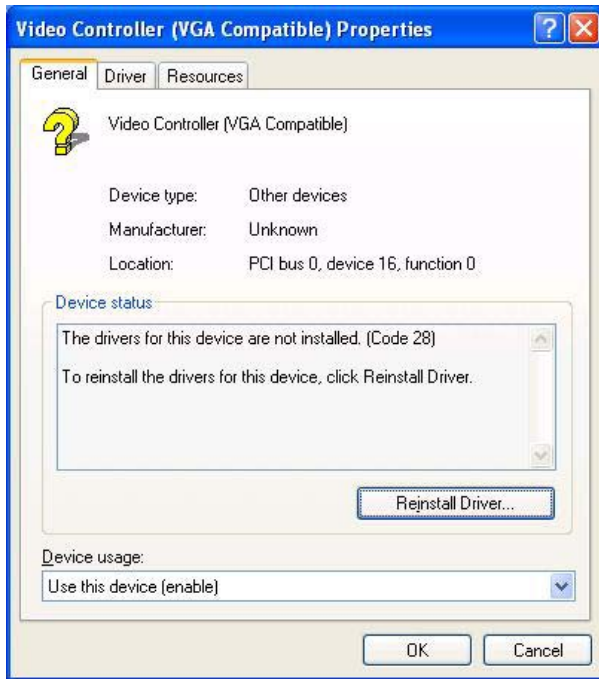 Video Controller (VGA Compatible) Properties
General Driver Resources
Video Controller (VGA Compatible)
Device type: Other devices
Manufacturer: Unknown
Location: PCI bus 0, device 16, function 0
Device status
The drivers for this device are not installed. (Code 28)
To reinstall the drivers for this device, click Reinstall Driver.
Reinstall Driver...
Device usage:
Use this device (enable)
OK Cancel